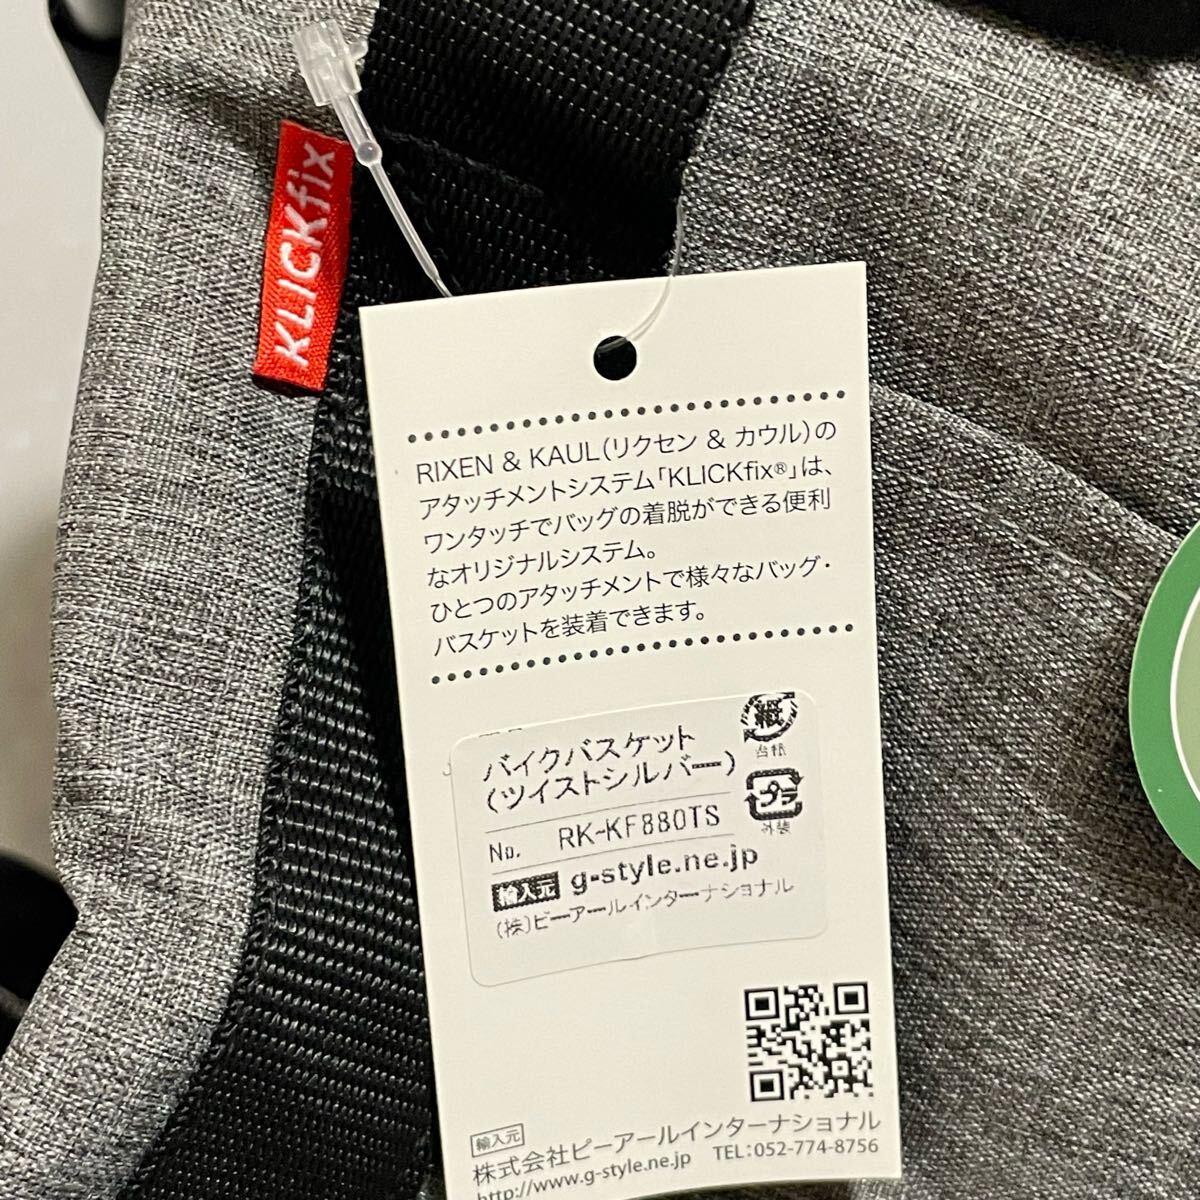 KLICKfix
RIXEN & KAUL(リクセン & カウル)の
アタッチメントシステム「KLICKfix®」は、
ワンタッチでバッグの着脱ができる便利
なオリジナルシステム。
ひとつのアタッチメントで様々なバッグ・
バスケットを装着できます。
バイクバスケット
(ツイストシルバー)
紙
台紙
プラ
外装
No. RK-KF880TS
輸入元 g-style.ne.jp
(株)ピーアールインターナショナル
輸入元
株式会社ピーアールインターナショナル
http://www.g-style.ne.jp TEL:052-774-8756